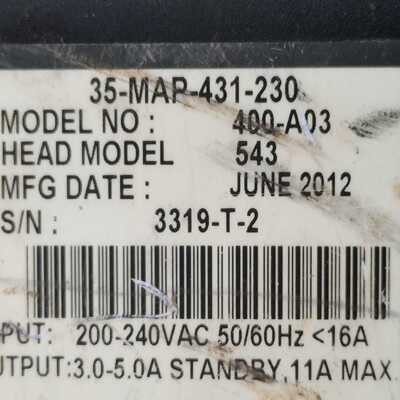 35-MAP-431-230
MODEL NO : 400-A03
HEAD MODEL 543
MFG DATE : JUNE 2012
S/N : 3319-T-2
PUT: 200-240VAC 50/60Hz <16A
UTPUT:3.0-5.0A STANDBY,11A MAX.